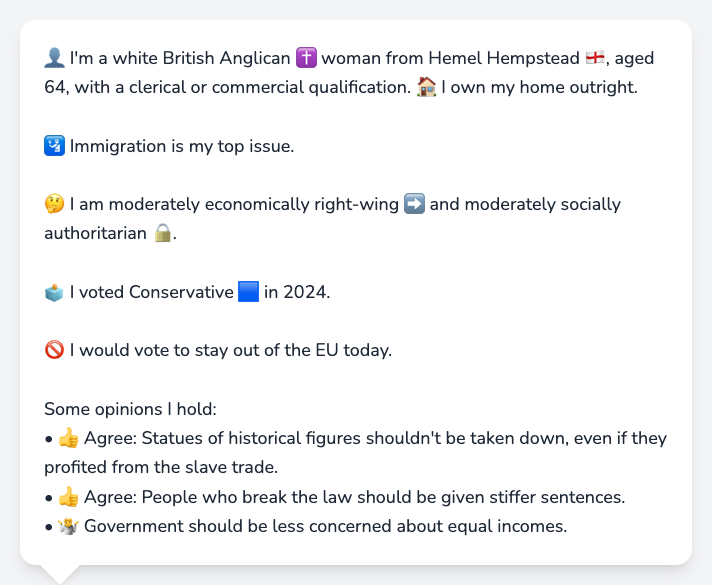 👤 I'm a white British Anglican ✝️ woman from Hemel Hempstead 🏴󠁧󠁢󠁥󠁮󠁧󠁿, aged
64, with a clerical or commercial qualification. 🏠 I own my home outright.
🛂 Immigration is my top issue.
🤔 I am moderately economically right-wing ➡️ and moderately socially
authoritarian 🔒.
🗳️ I voted Conservative 🟦 in 2024.
🚫 I would vote to stay out of the EU today.
Some opinions I hold:
• 👍 Agree: Statues of historical figures shouldn't be taken down, even if they
profited from the slave trade.
• 👍 Agree: People who break the law should be given stiffer sentences.
• 🤷 Government should be less concerned about equal incomes.